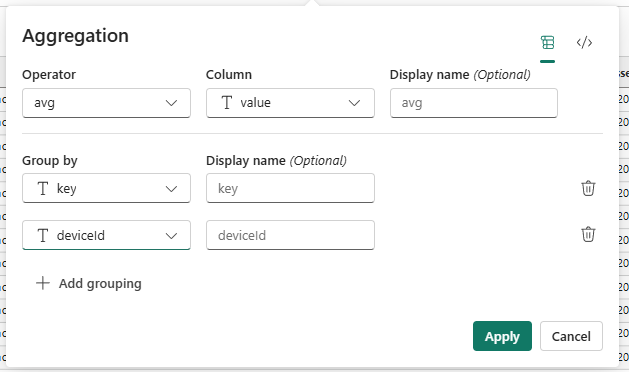 Aggregation
Operator Column Display name (Optional)
avg value avg
Group by Display name (Optional)
key key
deviceId deviceId
Add grouping
Apply Cancel